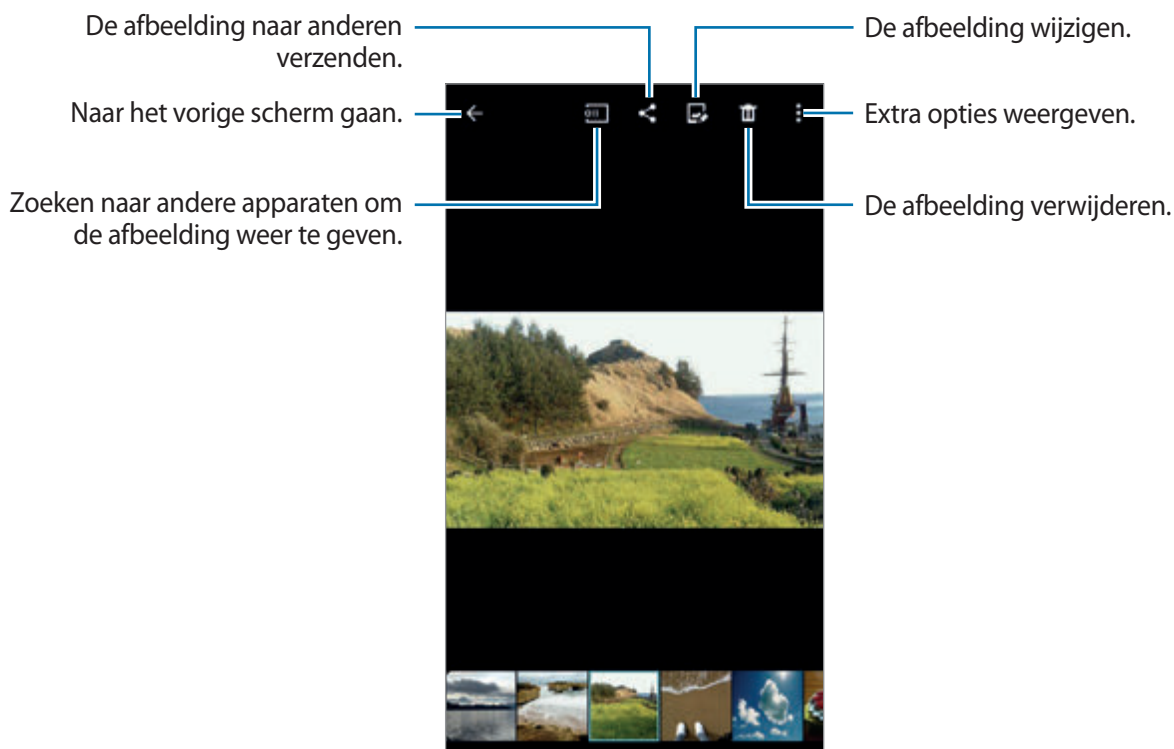 De afbeelding naar anderen
verzenden.
De afbeelding wijzigen.
Naar het vorige scherm gaan.
Extra opties weergeven.
Zoeken naar andere apparaten om
de afbeelding weer te geven.
De afbeelding verwijderen.